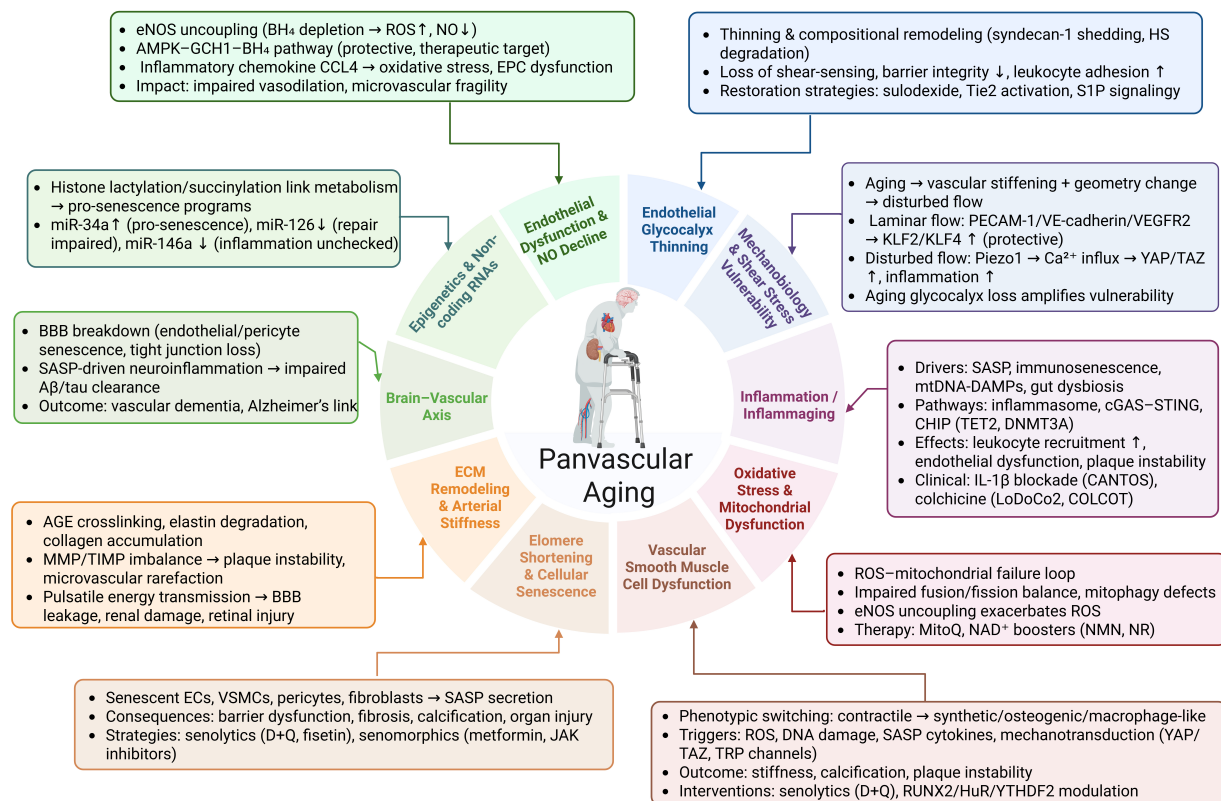 • eNOS uncoupling (BH₄ depletion → ROS↑, NO↓)
• AMPK–GCH1–BH₄ pathway (protective, therapeutic target)
• Inflammatory chemokine CCL4 → oxidative stress, EPC dysfunction
• Impact: impaired vasodilation, microvascular fragility
• Thinning & compositional remodeling (syndecan-1 shedding, HS
degradation)
• Loss of shear-sensing, barrier integrity ↓, leukocyte adhesion ↑
• Restoration strategies: sulodexide, Tie2 activation, S1P signalingy
• Histone lactylation/succinylation link metabolism
→ pro-senescence programs
• miR-34a↑ (pro-senescence), miR-126↓ (repair
impaired), miR-146a ↓ (inflammation unchecked)
• Aging → vascular stiffening + geometry change
→ disturbed flow
• Laminar flow: PECAM-1/VE-cadherin/VEGFR2
→ KLF2/KLF4 ↑ (protective)
• Disturbed flow: Piezo1 → Ca²⁺ influx → YAP/TAZ
↑, inflammation ↑
• Aging glycocalyx loss amplifies vulnerability
Endothelial
Dysfunction &
NO Decline
Endothelial
Glycocalyx
Thinning
Epigenetics & Non-
coding RNAs
Mechanobiology
& Shear Stress
Vulnerability
• BBB breakdown (endothelial/pericyte
senescence, tight junction loss)
• SASP-driven neuroinflammation → impaired
Aβ/tau clearance
• Outcome: vascular dementia, Alzheimer's link
Brain–Vascular
Axis
Inflammation /
Inflammaging
• Drivers: SASP, immunosenescence,
mtDNA-DAMPs, gut dysbiosis
• Pathways: inflammasome, cGAS–STING,
CHIP (TET2, DNMT3A)
• Effects: leukocyte recruitment ↑,
endothelial dysfunction, plaque instability
• Clinical: IL-1β blockade (CANTOS),
colchicine (LoDoCo2, COLCOT)
Panvascular
Aging
ECM
Remodeling
& Arterial
Stiffness
Oxidative
Stress &
Mitochondrial
Dysfunction
Elomere
Shortening
& Cellular
Senescence
Vascular
Smooth Muscle
Cell Dysfunction
• AGE crosslinking, elastin degradation,
collagen accumulation
• MMP/TIMP imbalance → plaque instability,
microvascular rarefaction
• Pulsatile energy transmission → BBB
leakage, renal damage, retinal injury
• ROS–mitochondrial failure loop
• Impaired fusion/fission balance, mitophagy defects
• eNOS uncoupling exacerbates ROS
• Therapy: MitoQ, NAD⁺ boosters (NMN, NR)
• Senescent ECs, VSMCs, pericytes, fibroblasts → SASP secretion
• Consequences: barrier dysfunction, fibrosis, calcification, organ injury
• Strategies: senolytics (D+Q, fisetin), senomorphics (metformin, JAK
inhibitors)
• Phenotypic switching: contractile → synthetic/osteogenic/macrophage-like
• Triggers: ROS, DNA damage, SASP cytokines, mechanotransduction (YAP/
TAZ, TRP channels)
• Outcome: stiffness, calcification, plaque instability
• Interventions: senolytics (D+Q), RUNX2/HuR/YTHDF2 modulation